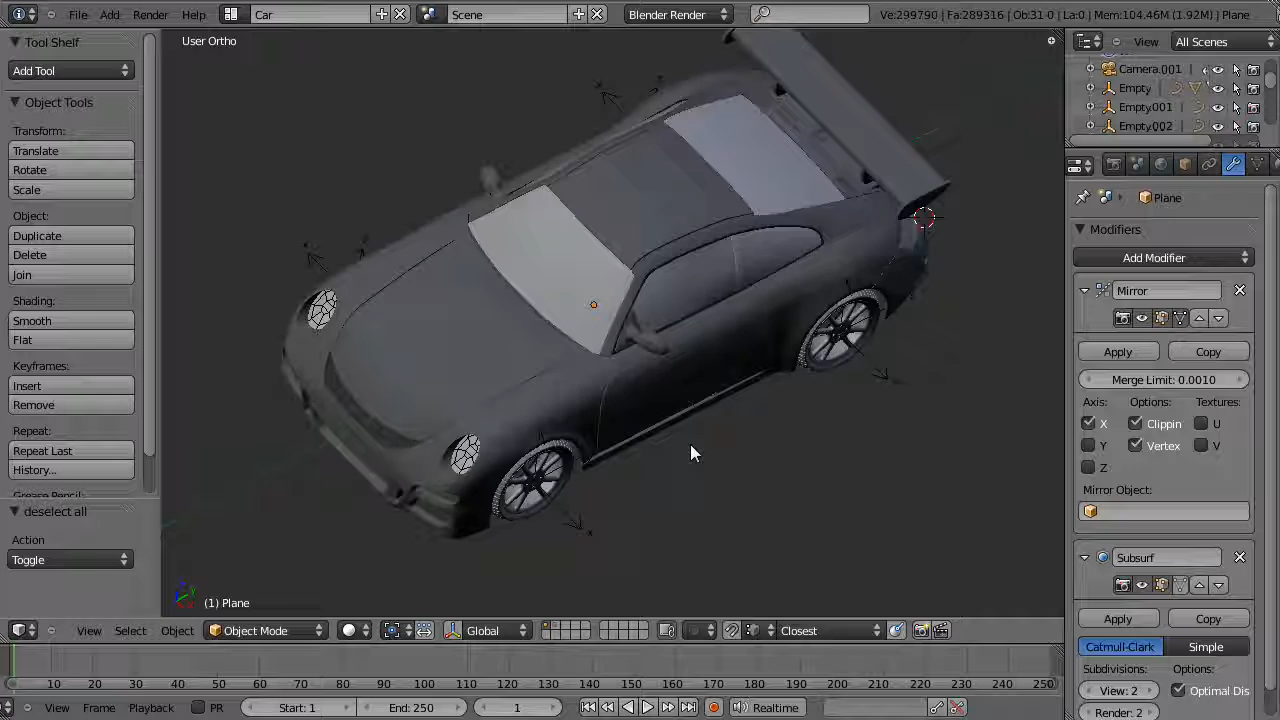 File Add Render Help Car Scene Blender Render Ve:299790 | Fa:289316 | Ob:31-0 | La:0 | Mem:104.46M (1.92M) | Plane
Tool Shelf
Add Tool
Object Tools
Transform:
Translate
Rotate
Scale
Object:
Duplicate
Delete
Join
Shading:
Smooth
Flat
Keyframes:
Insert
Remove
Repeat:
Repeat Last
History...
Grease Pencil:
deselect all
Action
Toggle
User Ortho
x
(1) Plane
View Select Object Object Mode Global Closest
10 20 30 40 50 60 70 80 90 100 110 120 130 140 150 160 170 180 190 200 210 220 230 240 250
View Frame Playback PR Start: 1 End: 250 1 Realtime
View All Scenes
Camera.001
Empty
Empty.001
Empty.002
Plane
Modifiers
Add Modifier
Mirror
Apply Copy
Merge Limit: 0.0010
Axis: Options: Textures:
X Clippin U
Y Vertex V
Z
Mirror Object:
Subsurf
Apply Copy
Catmull-Clark Simple
Subdivisions: Options:
View: 2 Optimal Dis
Render: 2